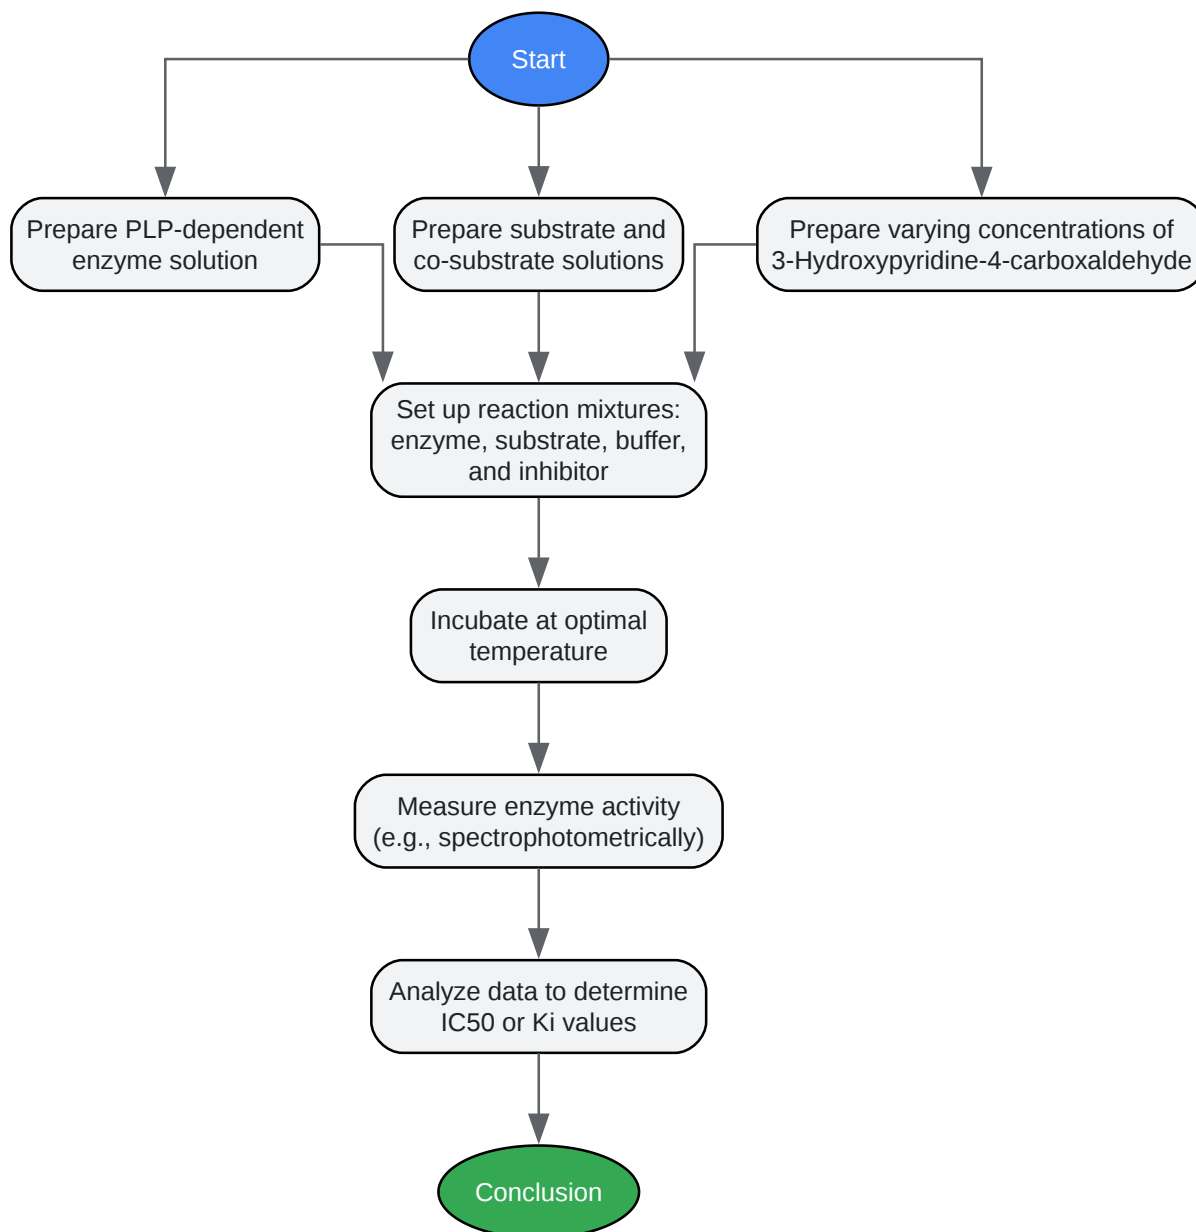 Start
Prepare PLP-dependent
enzyme solution
Prepare substrate and
co-substrate solutions
Prepare varying concentrations of
3-Hydroxypyridine-4-carboxaldehyde
Set up reaction mixtures:
enzyme, substrate, buffer,
and inhibitor
Incubate at optimal
temperature
Measure enzyme activity
(e.g., spectrophotometrically)
Analyze data to determine
IC50 or Ki values
Conclusion